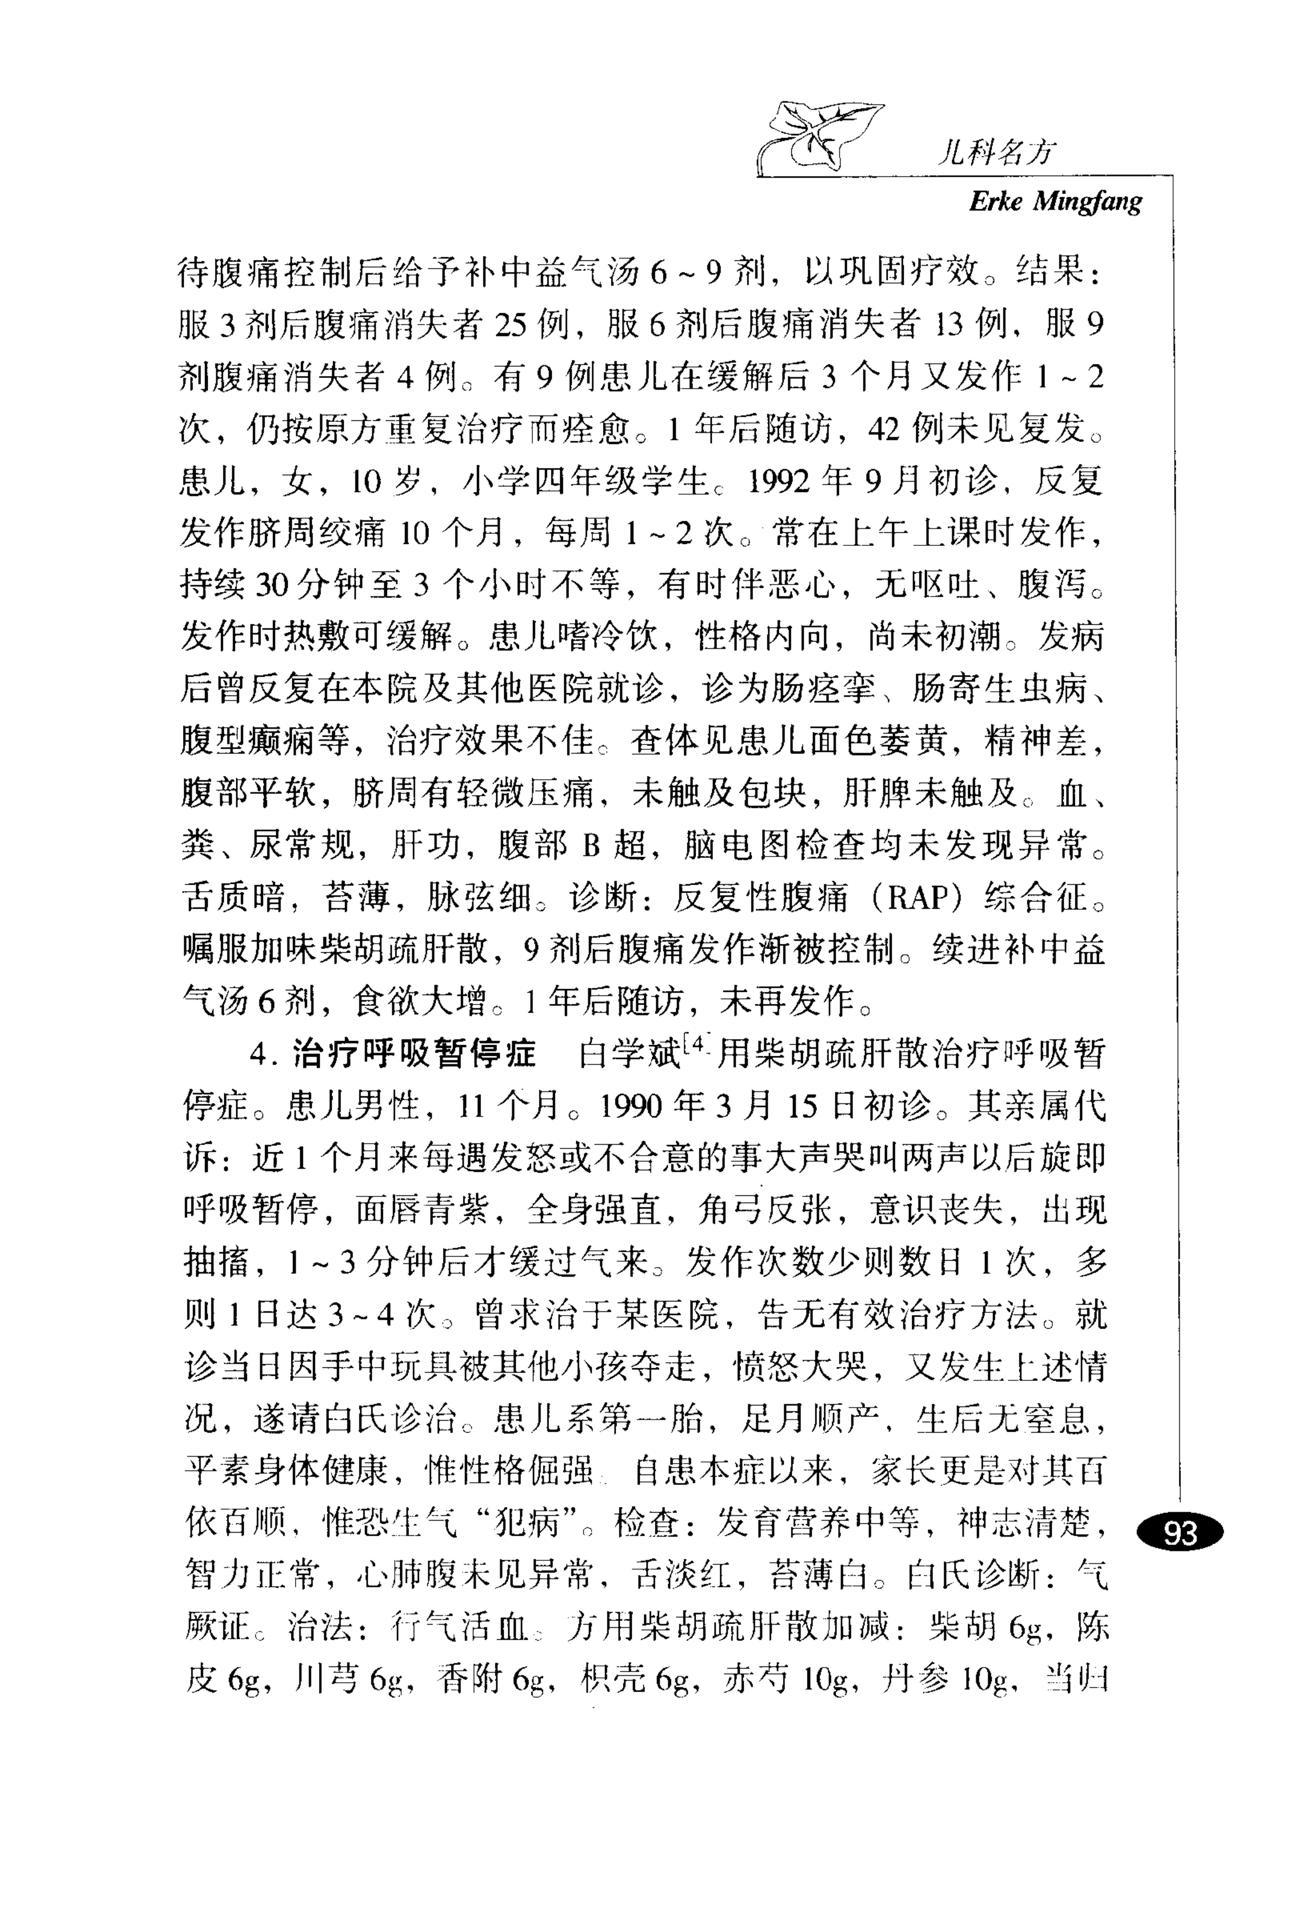 儿科名方
Erke Mingfang
待腹痛控制后给予补中益气汤 6～9 剂，以巩固疗效。结果：
服 3 剂后腹痛消失者 25 例，服 6 剂后腹痛消失者 13 例，服 9
剂腹痛消失者 4 例。有 9 例患儿在缓解后 3 个月又发作 1～2
次，仍按原方重复治疗而痊愈。1 年后随访，42 例未见复发。
患儿，女，10 岁，小学四年级学生。1992 年 9 月初诊，反复
发作脐周绞痛 10 个月，每周 1～2 次。常在上午上课时发作，
持续 30 分钟至 3 个小时不等，有时伴恶心，无呕吐、腹泻。
发作时热敷可缓解。患儿嗜冷饮，性格内向，尚未初潮。发病
后曾反复在本院及其他医院就诊，诊为肠痉挛、肠寄生虫病、
腹型癫痫等，治疗效果不佳。查体见患儿面色萎黄，精神差，
腹部平软，脐周有轻微压痛，未触及包块，肝脾未触及。血、
粪、尿常规，肝功，腹部 B 超，脑电图检查均未发现异常。
舌质暗，苔薄，脉弦细。诊断：反复性腹痛（RAP）综合征。
嘱服加味柴胡疏肝散，9 剂后腹痛发作渐被控制。续进补中益
气汤 6 剂，食欲大增。1 年后随访，未再发作。
4. 治疗呼吸暂停症　白学斌[4]用柴胡疏肝散治疗呼吸暂
停症。患儿男性，11 个月。1990 年 3 月 15 日初诊。其亲属代
诉：近 1 个月来每遇发怒或不合意的事大声哭叫两声以后旋即
呼吸暂停，面唇青紫，全身强直，角弓反张，意识丧失，出现
抽搐，1～3 分钟后才缓过气来。发作次数少则数日 1 次，多
则 1 日达 3～4 次。曾求治于某医院，告无有效治疗方法。就
诊当日因手中玩具被其他小孩夺走，愤怒大哭，又发生上述情
况，遂请白氏诊治。患儿系第一胎，足月顺产，生后无窒息，
平素身体健康，惟性格倔强。自患本症以来，家长更是对其百
依百顺，惟恐生气“犯病”。检查：发育营养中等，神志清楚，
智力正常，心肺腹未见异常，舌淡红，苔薄白。白氏诊断：气
厥证。治法：行气活血。方用柴胡疏肝散加减：柴胡 6g，陈
皮 6g，川芎 6g，香附 6g，枳壳 6g，赤芍 10g，丹参 10g，当归
93